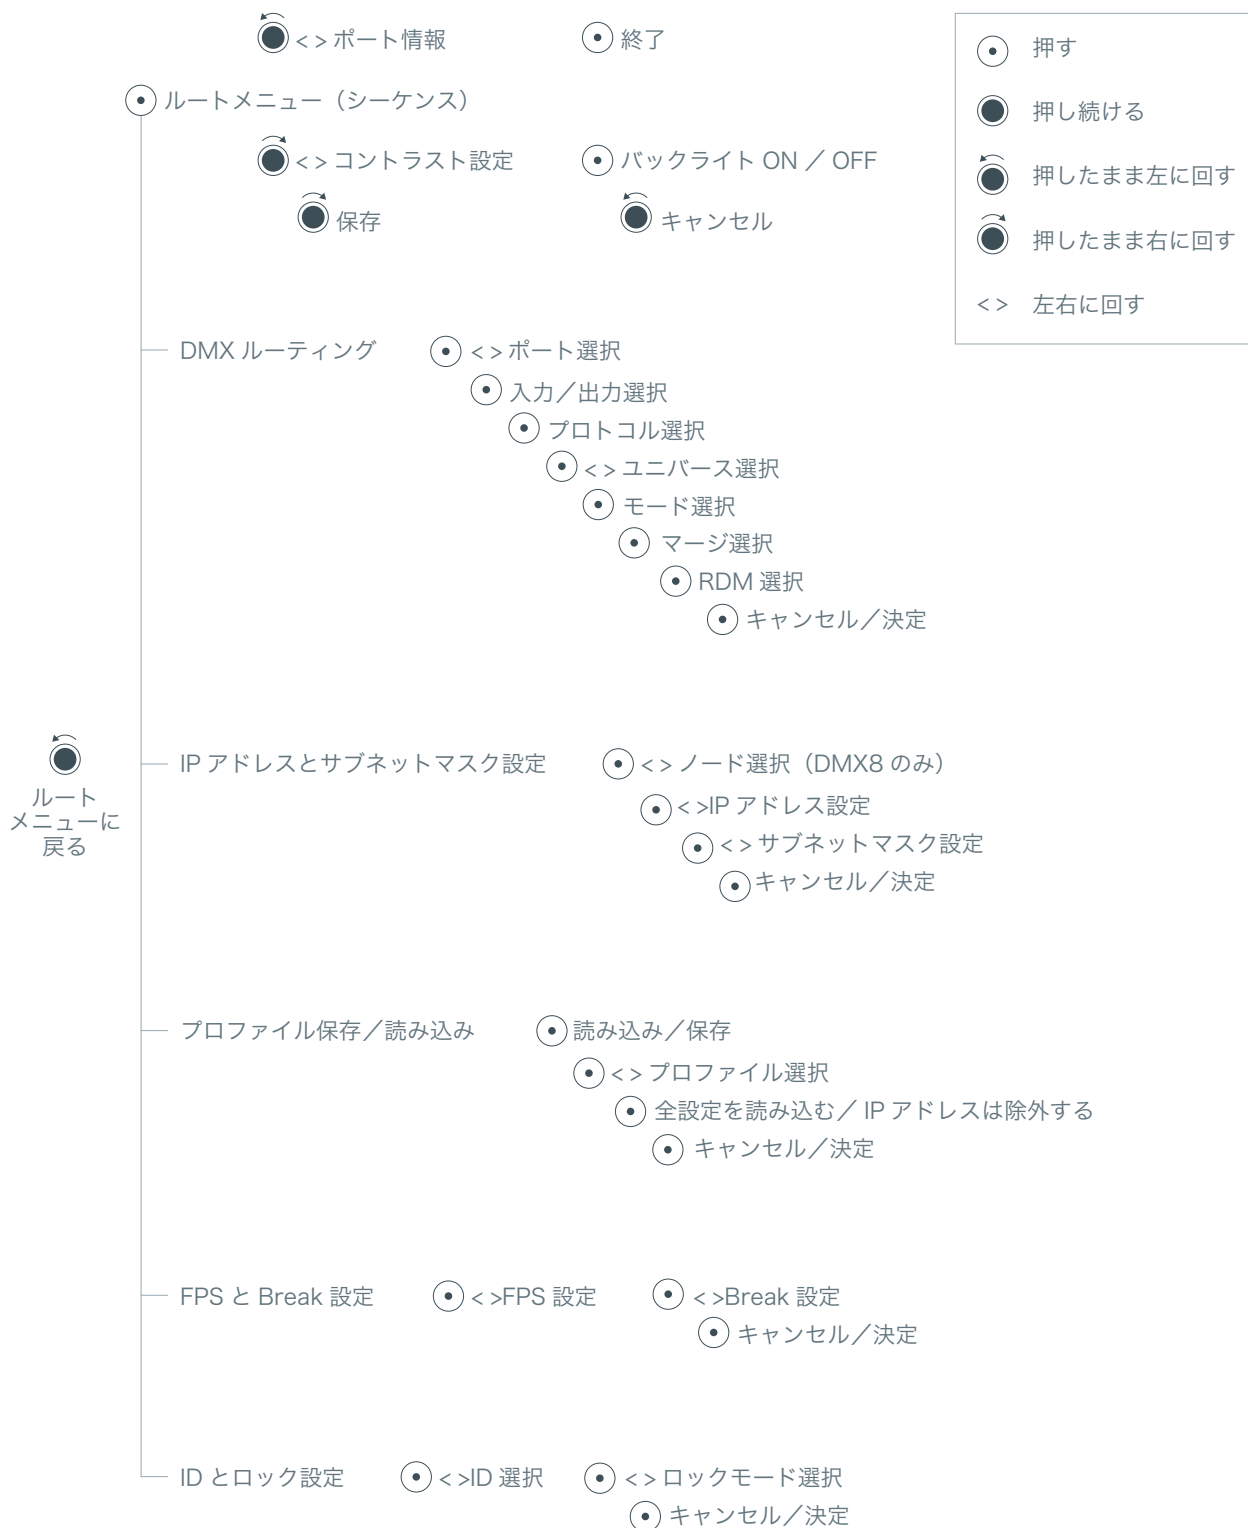 < > ポート情報
終了
ルートメニュー（シーケンス）
< > コントラスト設定
バックライト ON ／ OFF
保存
キャンセル
押す
押し続ける
押したまま左に回す
押したまま右に回す
< > 左右に回す
DMX ルーティング
< > ポート選択
入力／出力選択
プロトコル選択
< > ユニバース選択
モード選択
マージ選択
RDM 選択
キャンセル／決定
ルート
メニューに
戻る
IP アドレスとサブネットマスク設定
< > ノード選択（DMX8 のみ）
< >IP アドレス設定
< > サブネットマスク設定
キャンセル／決定
プロファイル保存／読み込み
読み込み／保存
< > プロファイル選択
全設定を読み込む／ IP アドレスは除外する
キャンセル／決定
FPS と Break 設定
< >FPS 設定
< >Break 設定
キャンセル／決定
ID とロック設定
< >ID 選択
< > ロックモード選択
キャンセル／決定